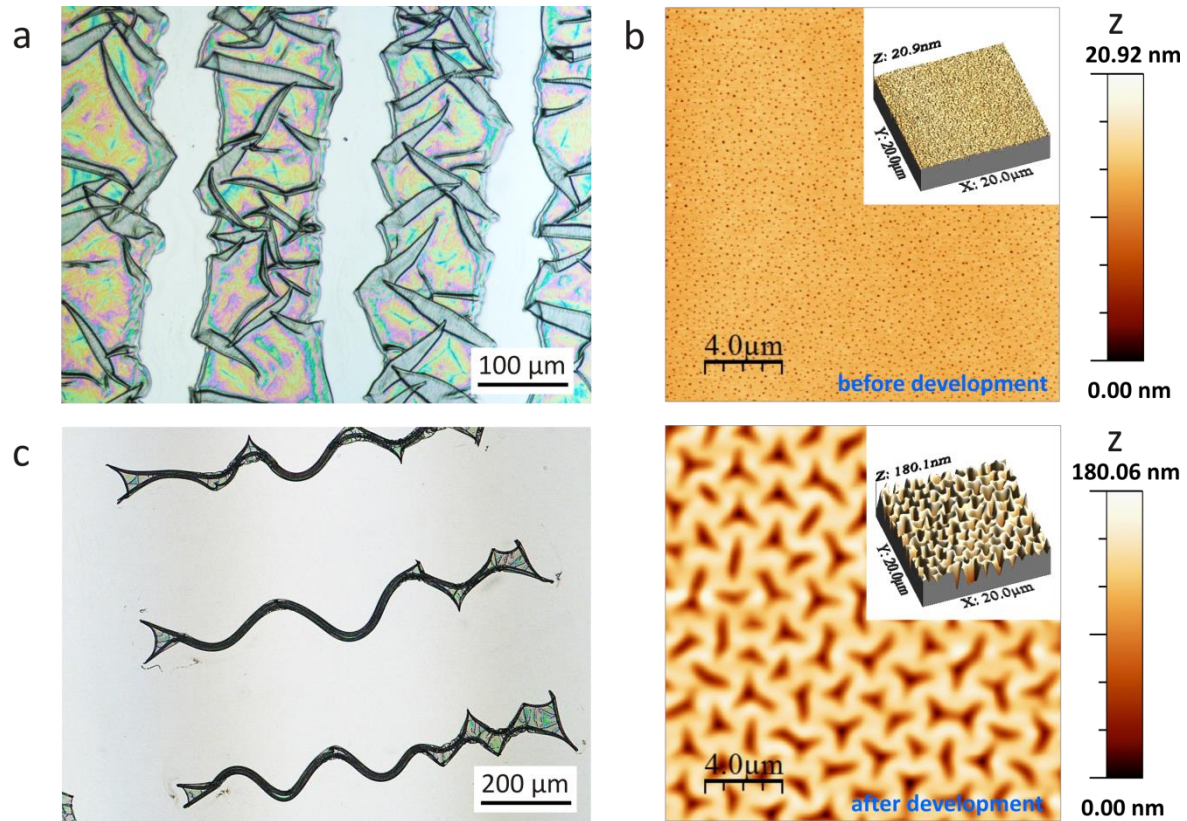 a
100 µm
b
Z: 20.9nm
Y: 20.0µm
X: 20.0µm
4.0µm
before development
Z
20.92 nm
0.00 nm
c
200 µm
Z: 180.1nm
Y: 20.0µm
X: 20.0µm
4.0µm
after development
Z
180.06 nm
0.00 nm